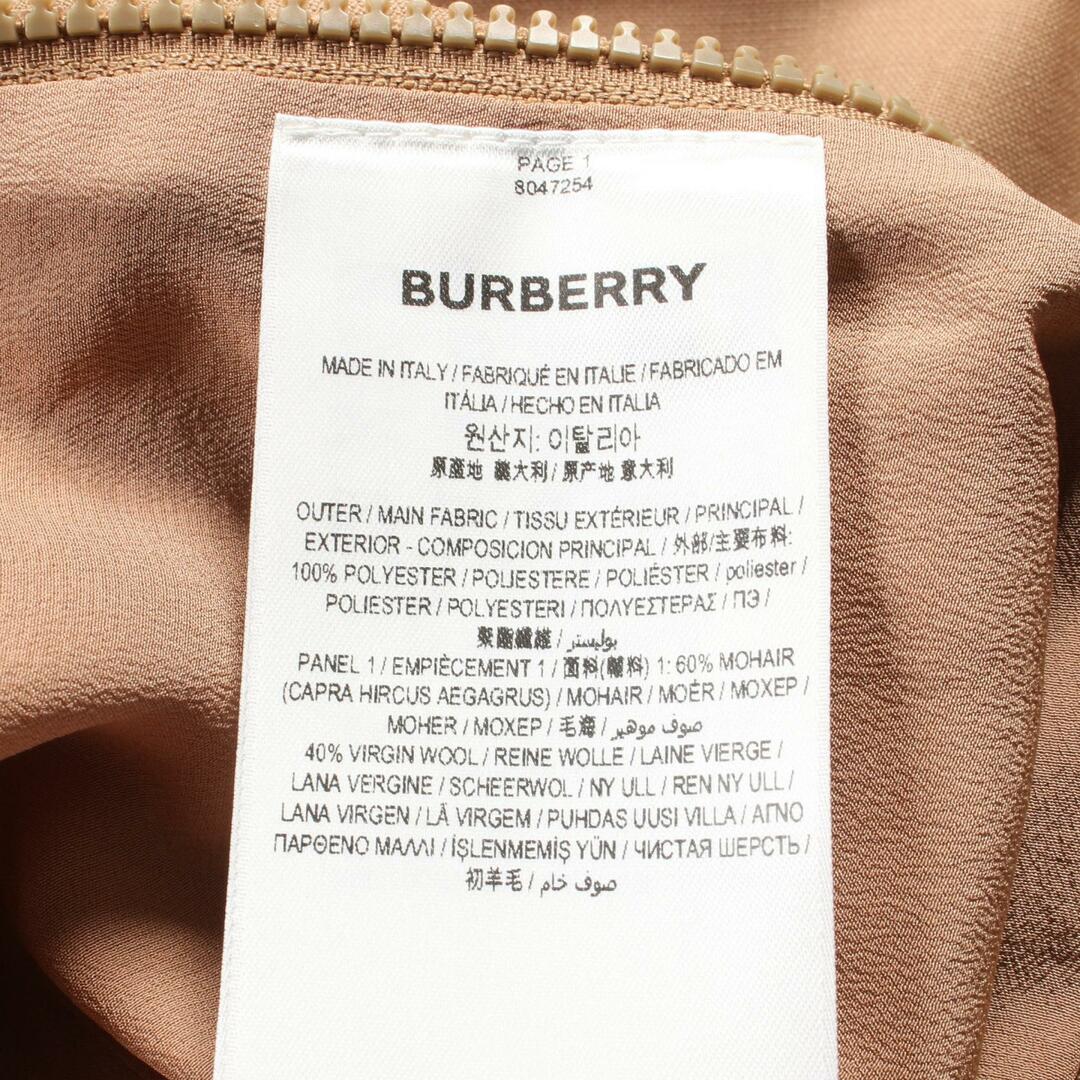 PAGE 1
8047254
BURBERRY
MADE IN ITALY / FABRIQUÉ EN ITALIE / FABRICADO EM
ITÁLIA / HECHO EN ITALIA
원산지: 이탈리아
原產地 義大利 / 原产地 意大利
OUTER / MAIN FABRIC / TISSU EXTÉRIEUR / PRINCIPAL /
EXTERIOR - COMPOSICION PRINCIPAL / 外部/主要布料:
100% POLYESTER / POLIESTERE / POLIÉSTER / poliester /
POLIESTER / POLYESTERI / ΠΟΛΥΕΣΤΕΡΑΣ / ПЭ /
聚酯纖維 / بوليستر
PANEL 1 / EMPIÈCEMENT 1 / 面料(輔料) 1: 60% MOHAIR
(CAPRA HIRCUS AEGAGRUS) / MOHAIR / ΜΟΕΡ / МОХЕР /
MOHER / МОХЕР / 毛海 / صوف موهير
40% VIRGIN WOOL / REINE WOLLE / LAINE VIERGE /
LANA VERGINE / SCHEERWOL / NY ULL / REN NY ULL /
LANA VIRGEN / LÃ VIRGEM / PUHDAS UUSI VILLA / ΑΓΝΟ
ΠΑΡΘΕΝΟ ΜΑΛΛΙ / İŞLENMEMİŞ YÜN / ЧИСТАЯ ШЕРСТЬ /
初羊毛 / صوف خام